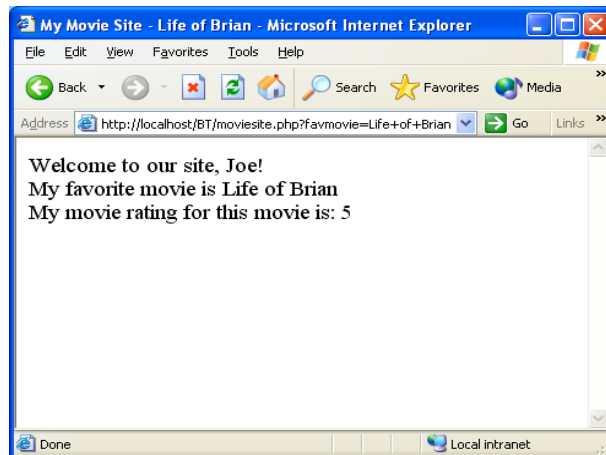 My Movie Site - Life of Brian - Microsoft Internet Explorer
File Edit View Favorites Tools Help
Back Search Favorites Media »
Address http://localhost/BT/moviesite.php?favmovie=Life+of+Brian Go Links »
Welcome to our site, Joe!
My favorite movie is Life of Brian
My movie rating for this movie is: 5
Done Local intranet